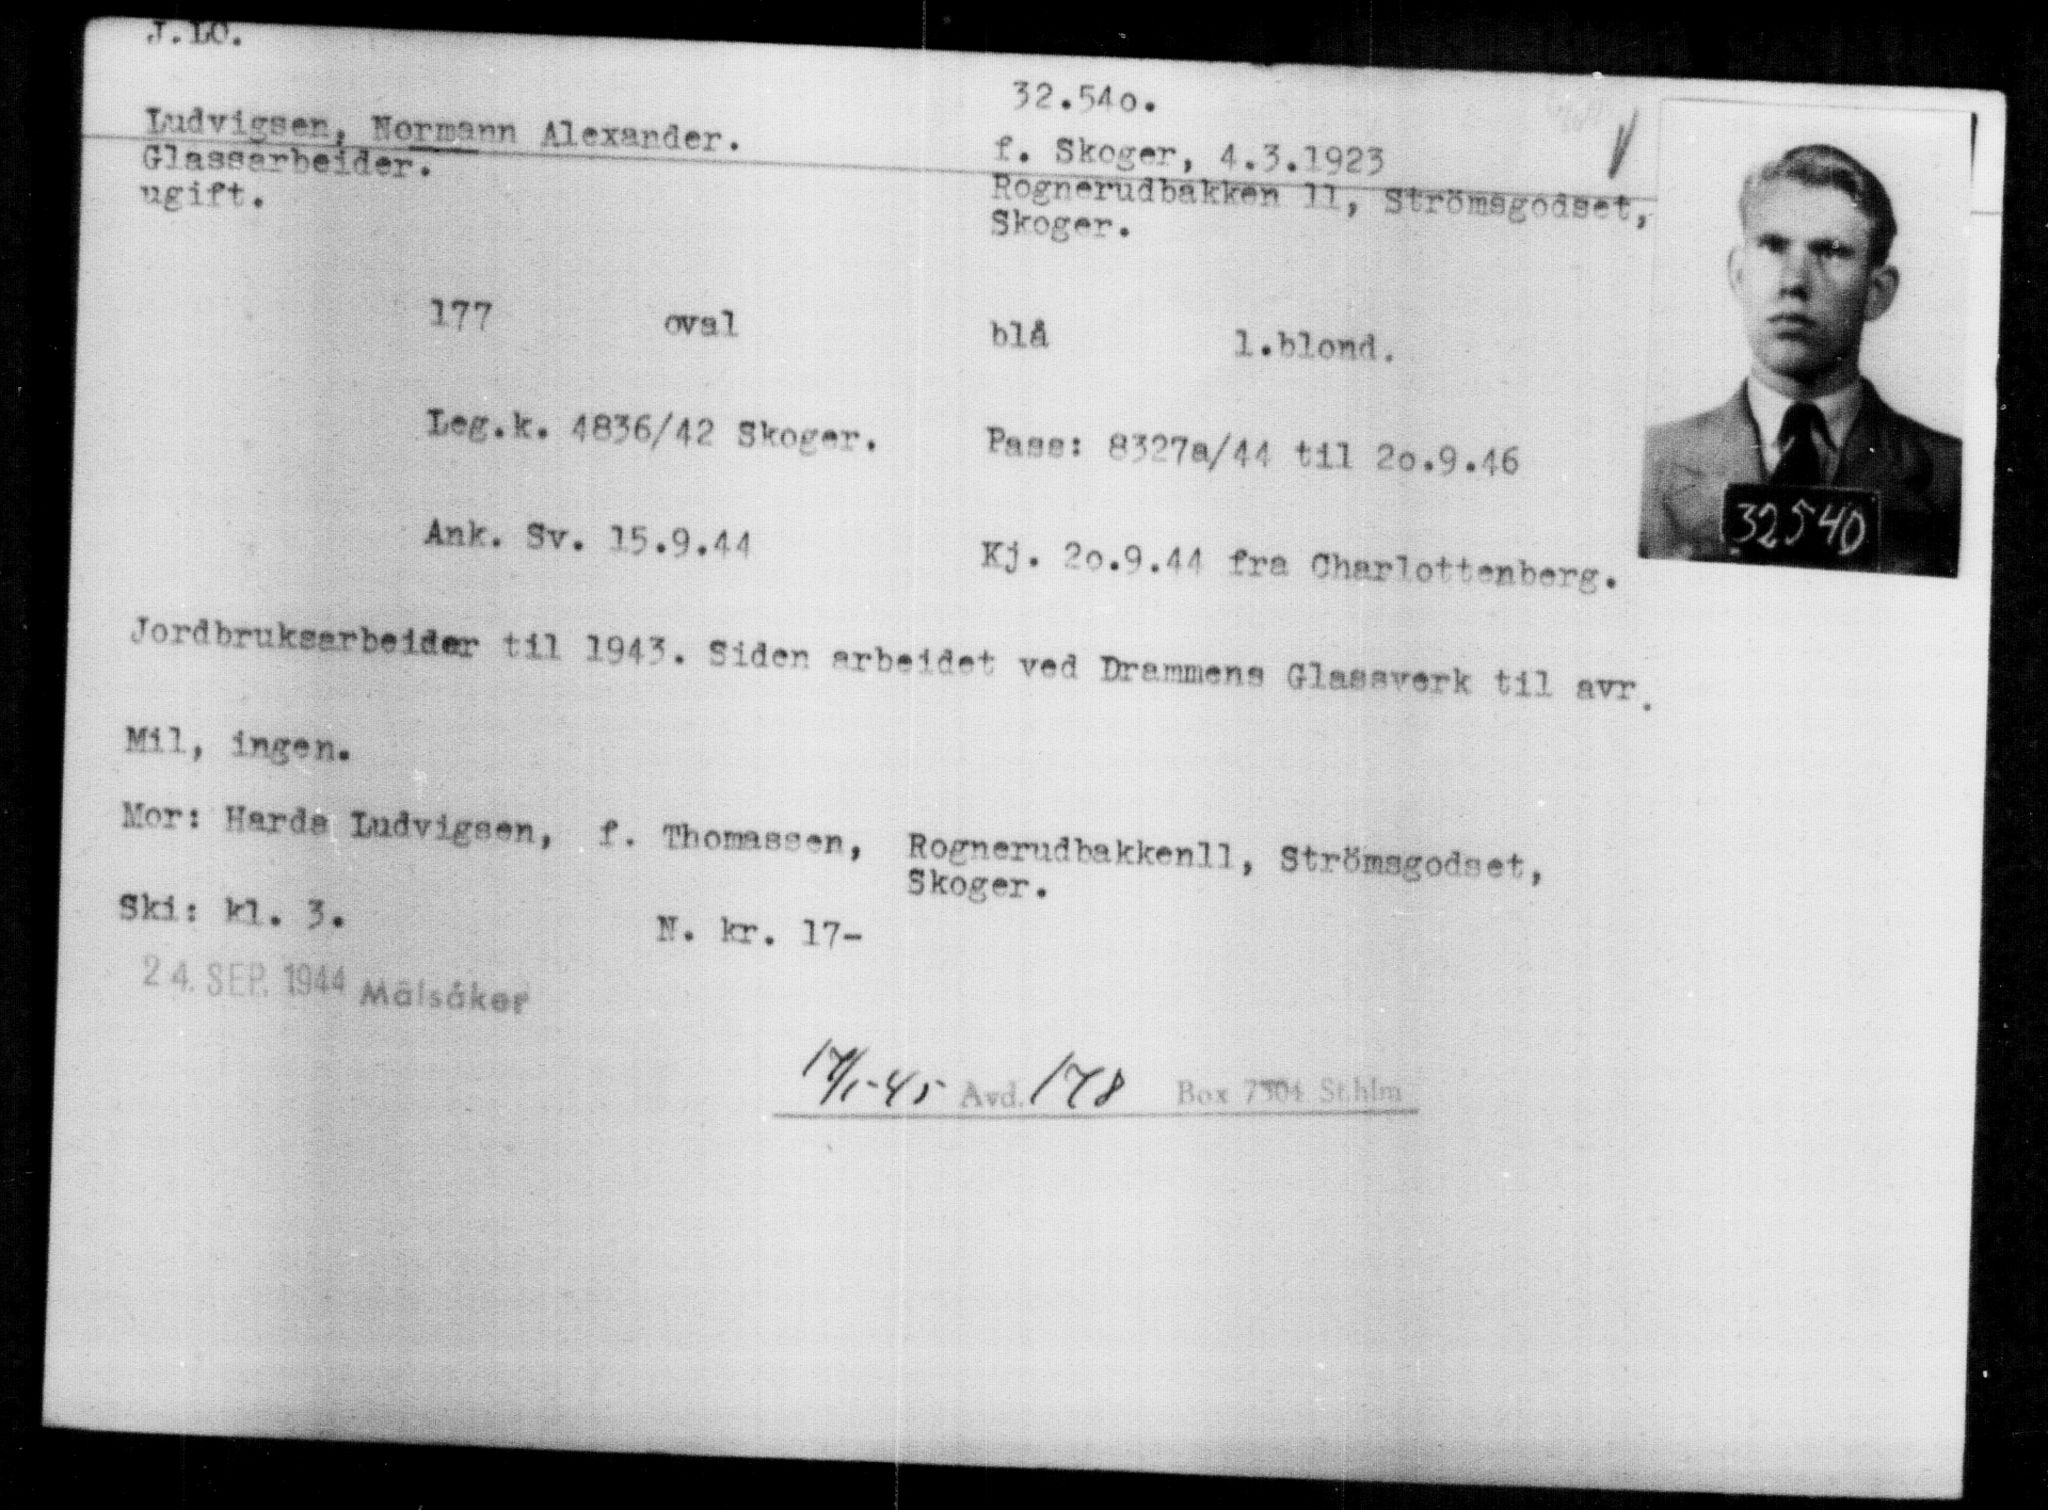 J.LO.
32.54o.
Ludvigsen, Normann Alexander.
f. Skoger, 4.3.1923
Glassarbeider.
Rognerudbakken 11, Strömsgodset,
ugift.
Skoger.
177 oval blå l.blond.
Leg.k. 4836/42 Skoger. Pass: 8327a/44 til 2o.9.46
32540
Ank. Sv. 15.9.44 Kj. 2o.9.44 fra Charlottenberg.
Jordbruksarbeider til 1943. Siden arbeidet ved Drammens Glassverk til avr.
Mil, ingen.
Mor: Harda Ludvigsen, f. Thomassen, Rognerudbakken11, Strömsgodset,
Skoger.
Ski: kl. 3. N. kr. 17-
24. SEP. 1944 Mälsåker
17/1-45 Avd. 178 Box 7304 St.hlm